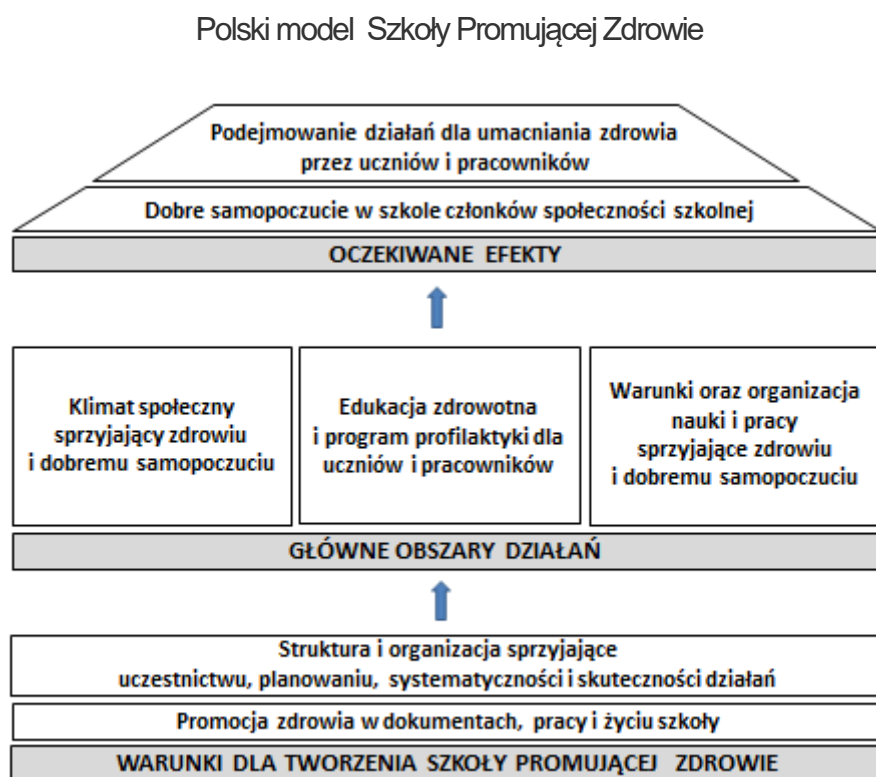 Polski model Szkoły Promującej Zdrowie
Podejmowanie działań dla umacniania zdrowia
przez uczniów i pracowników
Dobre samopoczucie w szkole członków społeczności szkolnej
OCZEKIWANE EFEKTY
Klimat społeczny
sprzyjający zdrowiu
i dobremu samopoczuciu
Edukacja zdrowotna
i program profilaktyki dla
uczniów i pracowników
Warunki oraz organizacja
nauki i pracy
sprzyjające zdrowiu
i dobremu samopoczuciu
GŁÓWNE OBSZARY DZIAŁAŃ
Struktura i organizacja sprzyjające
uczestnictwu, planowaniu, systematyczności i skuteczności działań
Promocja zdrowia w dokumentach, pracy i życiu szkoły
WARUNKI DLA TWORZENIA SZKOŁY PROMUJĄCEJ ZDROWIE